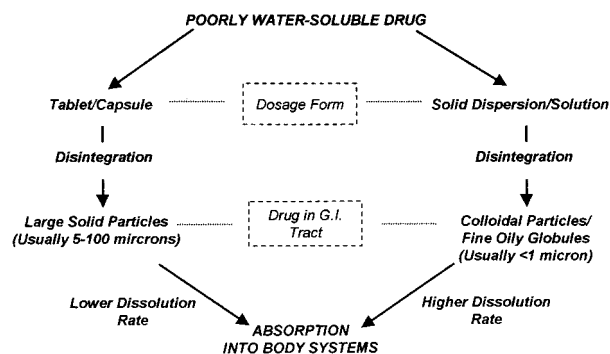 POORLY WATER-SOLUBLE DRUG
Tablet/Capsule
Dosage Form
Solid Dispersion/Solution
Disintegration
Disintegration
Large Solid Particles
(Usually 5-100 mircrons)
Drug in G.I.
Tract
Colloidal Particles/
Fine Oily Globules
(Usually <1 micron)
Lower Dissolution
Rate
Higher Dissolution
Rate
ABSORPTION
INTO BODY SYSTEMS